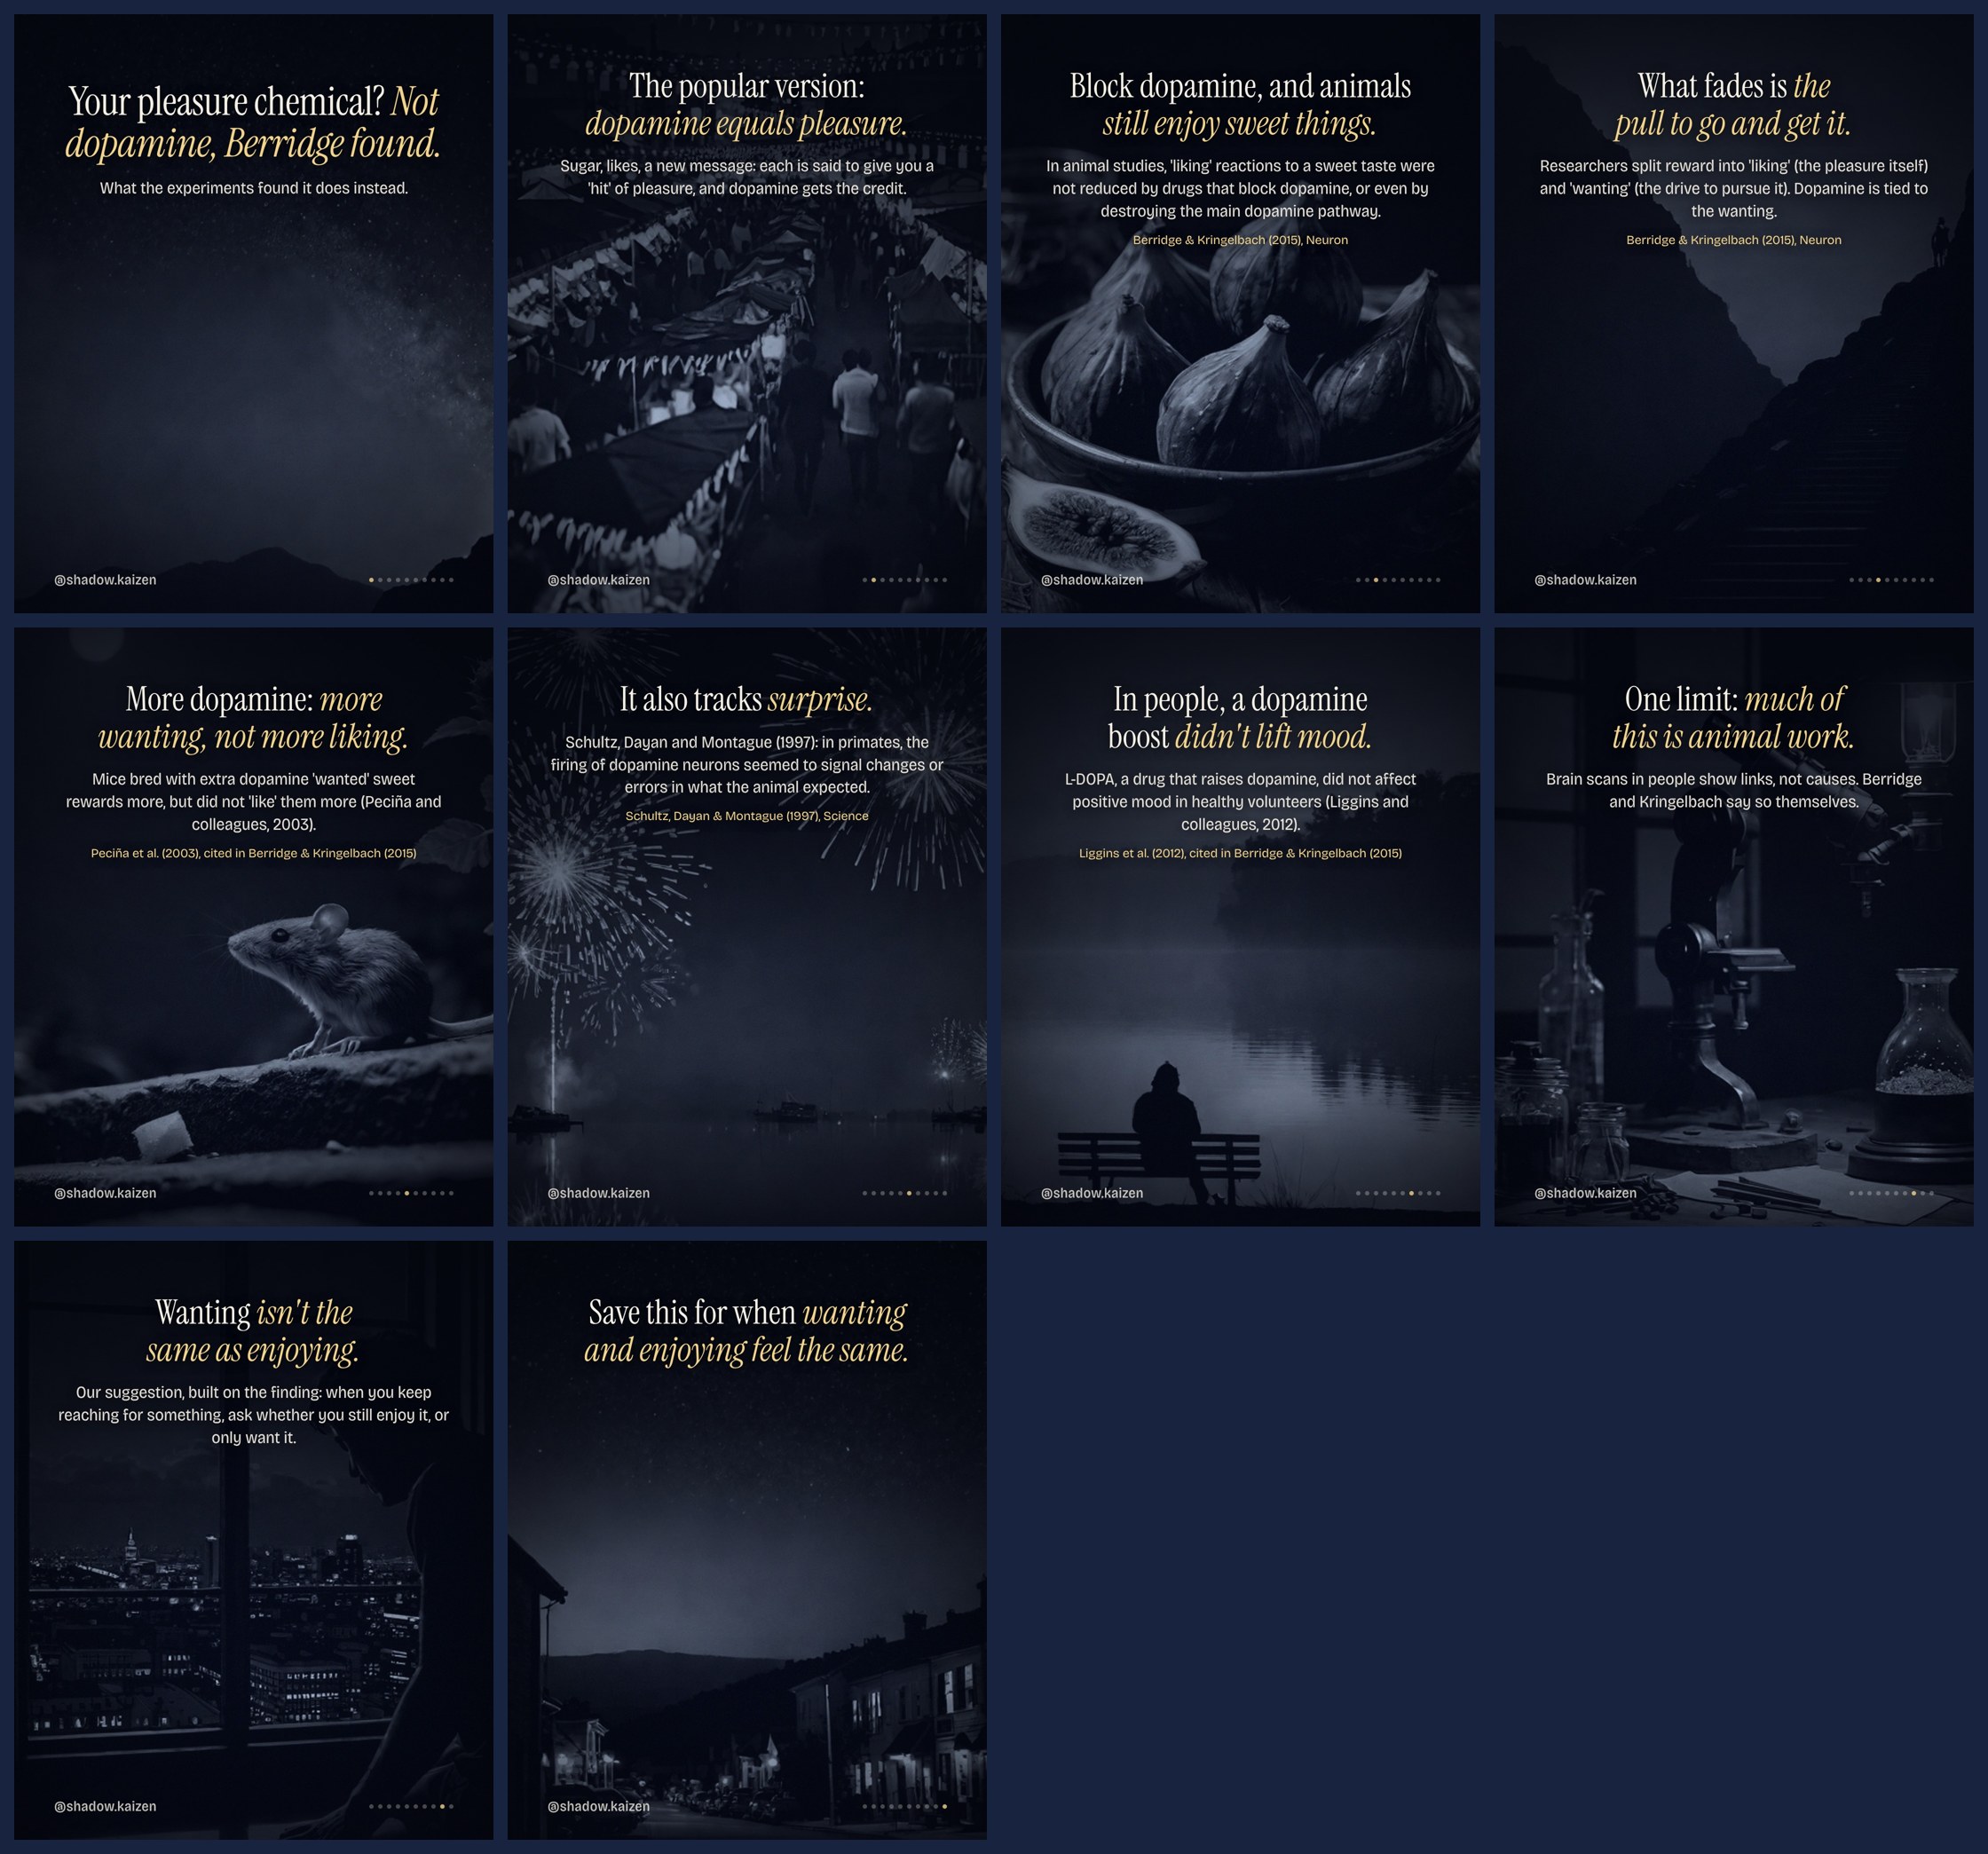 Your pleasure chemical? Not
dopamine, Berridge found.
What the experiments found it does instead.
@shadow.kaizen
The popular version:
dopamine equals pleasure.
Sugar, likes, a new message: each is said to give you a
'hit' of pleasure, and dopamine gets the credit.
@shadow.kaizen
Block dopamine, and animals
still enjoy sweet things.
In animal studies, 'liking' reactions to a sweet taste were
not reduced by drugs that block dopamine, or even by
destroying the main dopamine pathway.
Berridge & Kringelbach (2015), Neuron
@shadow.kaizen
What fades is the
pull to go and get it.
Researchers split reward into 'liking' (the pleasure itself)
and 'wanting' (the drive to pursue it). Dopamine is tied to
the wanting.
Berridge & Kringelbach (2015), Neuron
@shadow.kaizen
More dopamine: more
wanting, not more liking.
Mice bred with extra dopamine 'wanted' sweet
rewards more, but did not 'like' them more (Peciña and
colleagues, 2003).
Peciña et al. (2003), cited in Berridge & Kringelbach (2015)
@shadow.kaizen
It also tracks surprise.
Schultz, Dayan and Montague (1997): in primates, the
firing of dopamine neurons seemed to signal changes or
errors in what the animal expected.
Schultz, Dayan & Montague (1997), Science
@shadow.kaizen
In people, a dopamine
boost didn't lift mood.
L-DOPA, a drug that raises dopamine, did not affect
positive mood in healthy volunteers (Liggins and
colleagues, 2012).
Liggins et al. (2012), cited in Berridge & Kringelbach (2015)
@shadow.kaizen
One limit: much of
this is animal work.
Brain scans in people show links, not causes. Berridge
and Kringelbach say so themselves.
@shadow.kaizen
Wanting isn't the
same as enjoying.
Our suggestion, built on the finding: when you keep
reaching for something, ask whether you still enjoy it, or
only want it.
@shadow.kaizen
Save this for when wanting
and enjoying feel the same.
@shadow.kaizen